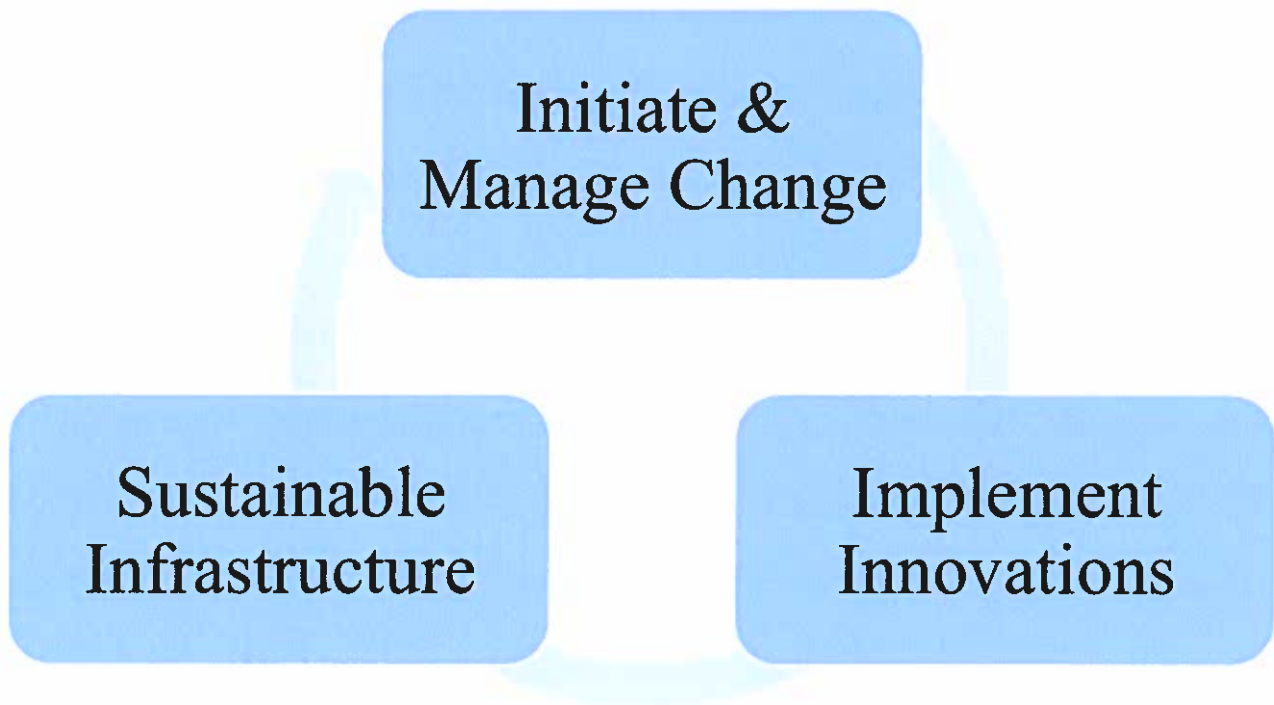 Initiate &
Manage Change
Sustainable
Infrastructure
Implement
Innovations